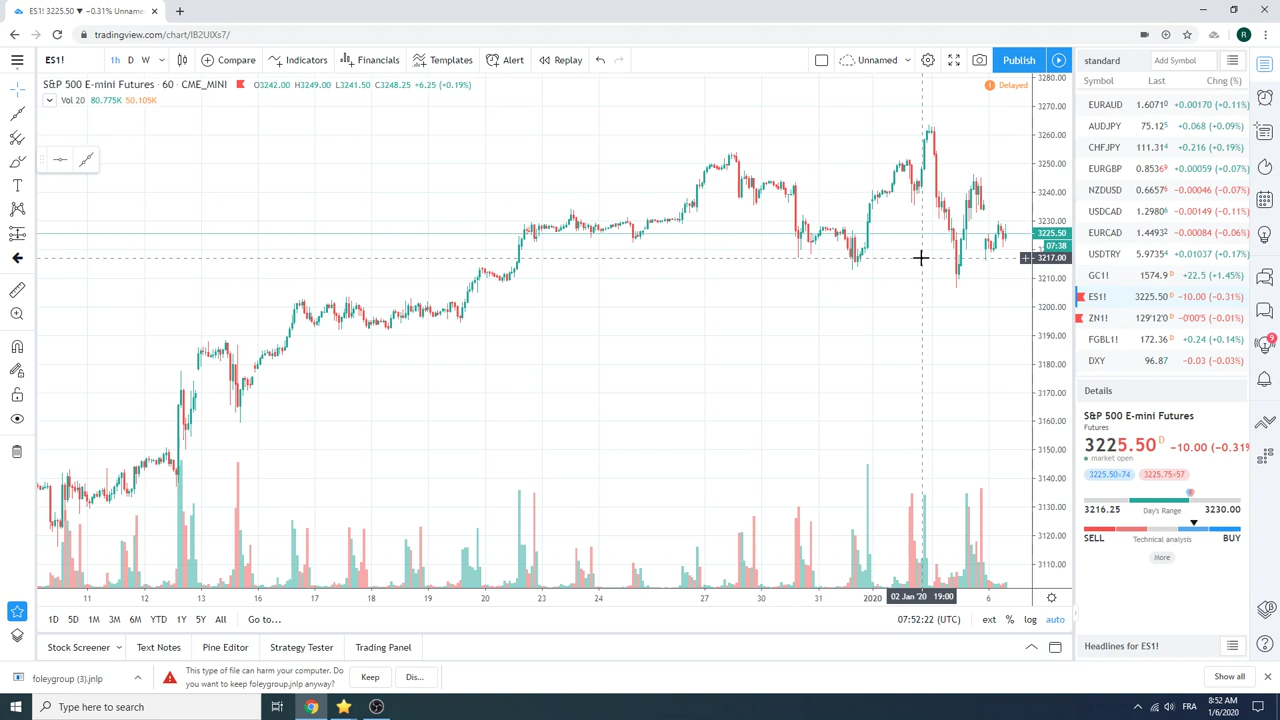 ES1! 3225.50 ▼ −0.31% Unname
tradingview.com/chart/IB2UlXs7/
R
ES1!
1h D W
Compare
Indicators
Financials
Templates
Alert
Replay
Unnamed
Publish
S&P 500 E-mini Futures · 60 · CME_MINI
O3242.00 H3249.00 L3241.50 C3248.25 +6.25 (+0.19%)
Vol 20 80.775K 50.105K
Delayed
3280.00
3270.00
3260.00
3250.00
3240.00
3230.00
3225.50
07:38
3217.00
3210.00
3200.00
3190.00
3180.00
3170.00
3160.00
3150.00
3140.00
3130.00
3120.00
3110.00
11 12 13 16 17 18 19 20 23 24 27 30 31 2020 02 Jan '20 19:00 6
1D 5D 1M 3M 6M YTD 1Y 5Y All Go to...
07:52:22 (UTC) ext % log auto
Stock Screener
Text Notes
Pine Editor
Strategy Tester
Trading Panel
standard
Add Symbol
Symbol Last Chng (%)
EURAUD 1.6071⁰ +0.00170 (+0.11%)
AUDJPY 75.12⁵ +0.068 (+0.09%)
CHFJPY 111.31⁴ +0.216 (+0.19%)
EURGBP 0.8536⁹ +0.00059 (+0.07%)
NZDUSD 0.6657⁶ −0.00046 (−0.07%)
USDCAD 1.2980⁶ −0.00149 (−0.11%)
EURCAD 1.4493² −0.00084 (−0.06%)
USDTRY 5.9735⁴ +0.01037 (+0.17%)
GC1! 1574.9 D +22.5 (+1.45%)
ES1! 3225.50 D −10.00 (−0.31%)
ZN1! 129'12'0 D −0'00'5 (−0.01%)
FGBL1! 172.36 D +0.24 (+0.14%)
DXY 96.87 −0.03 (−0.03%)
Details
S&P 500 E-mini Futures
Futures
3225.50 D −10.00 (−0.31%
market open
3225.50×74 3225.75×57
3216.25 Day's Range 3230.00
SELL Technical analysis BUY
More
Headlines for ES1!
9
foleygroup (3).jnlp
This type of file can harm your computer. Do
you want to keep foleygroup.jnlp anyway?
Keep
Dis...
Show all
Type here to search
FRA
8:52 AM
1/6/2020